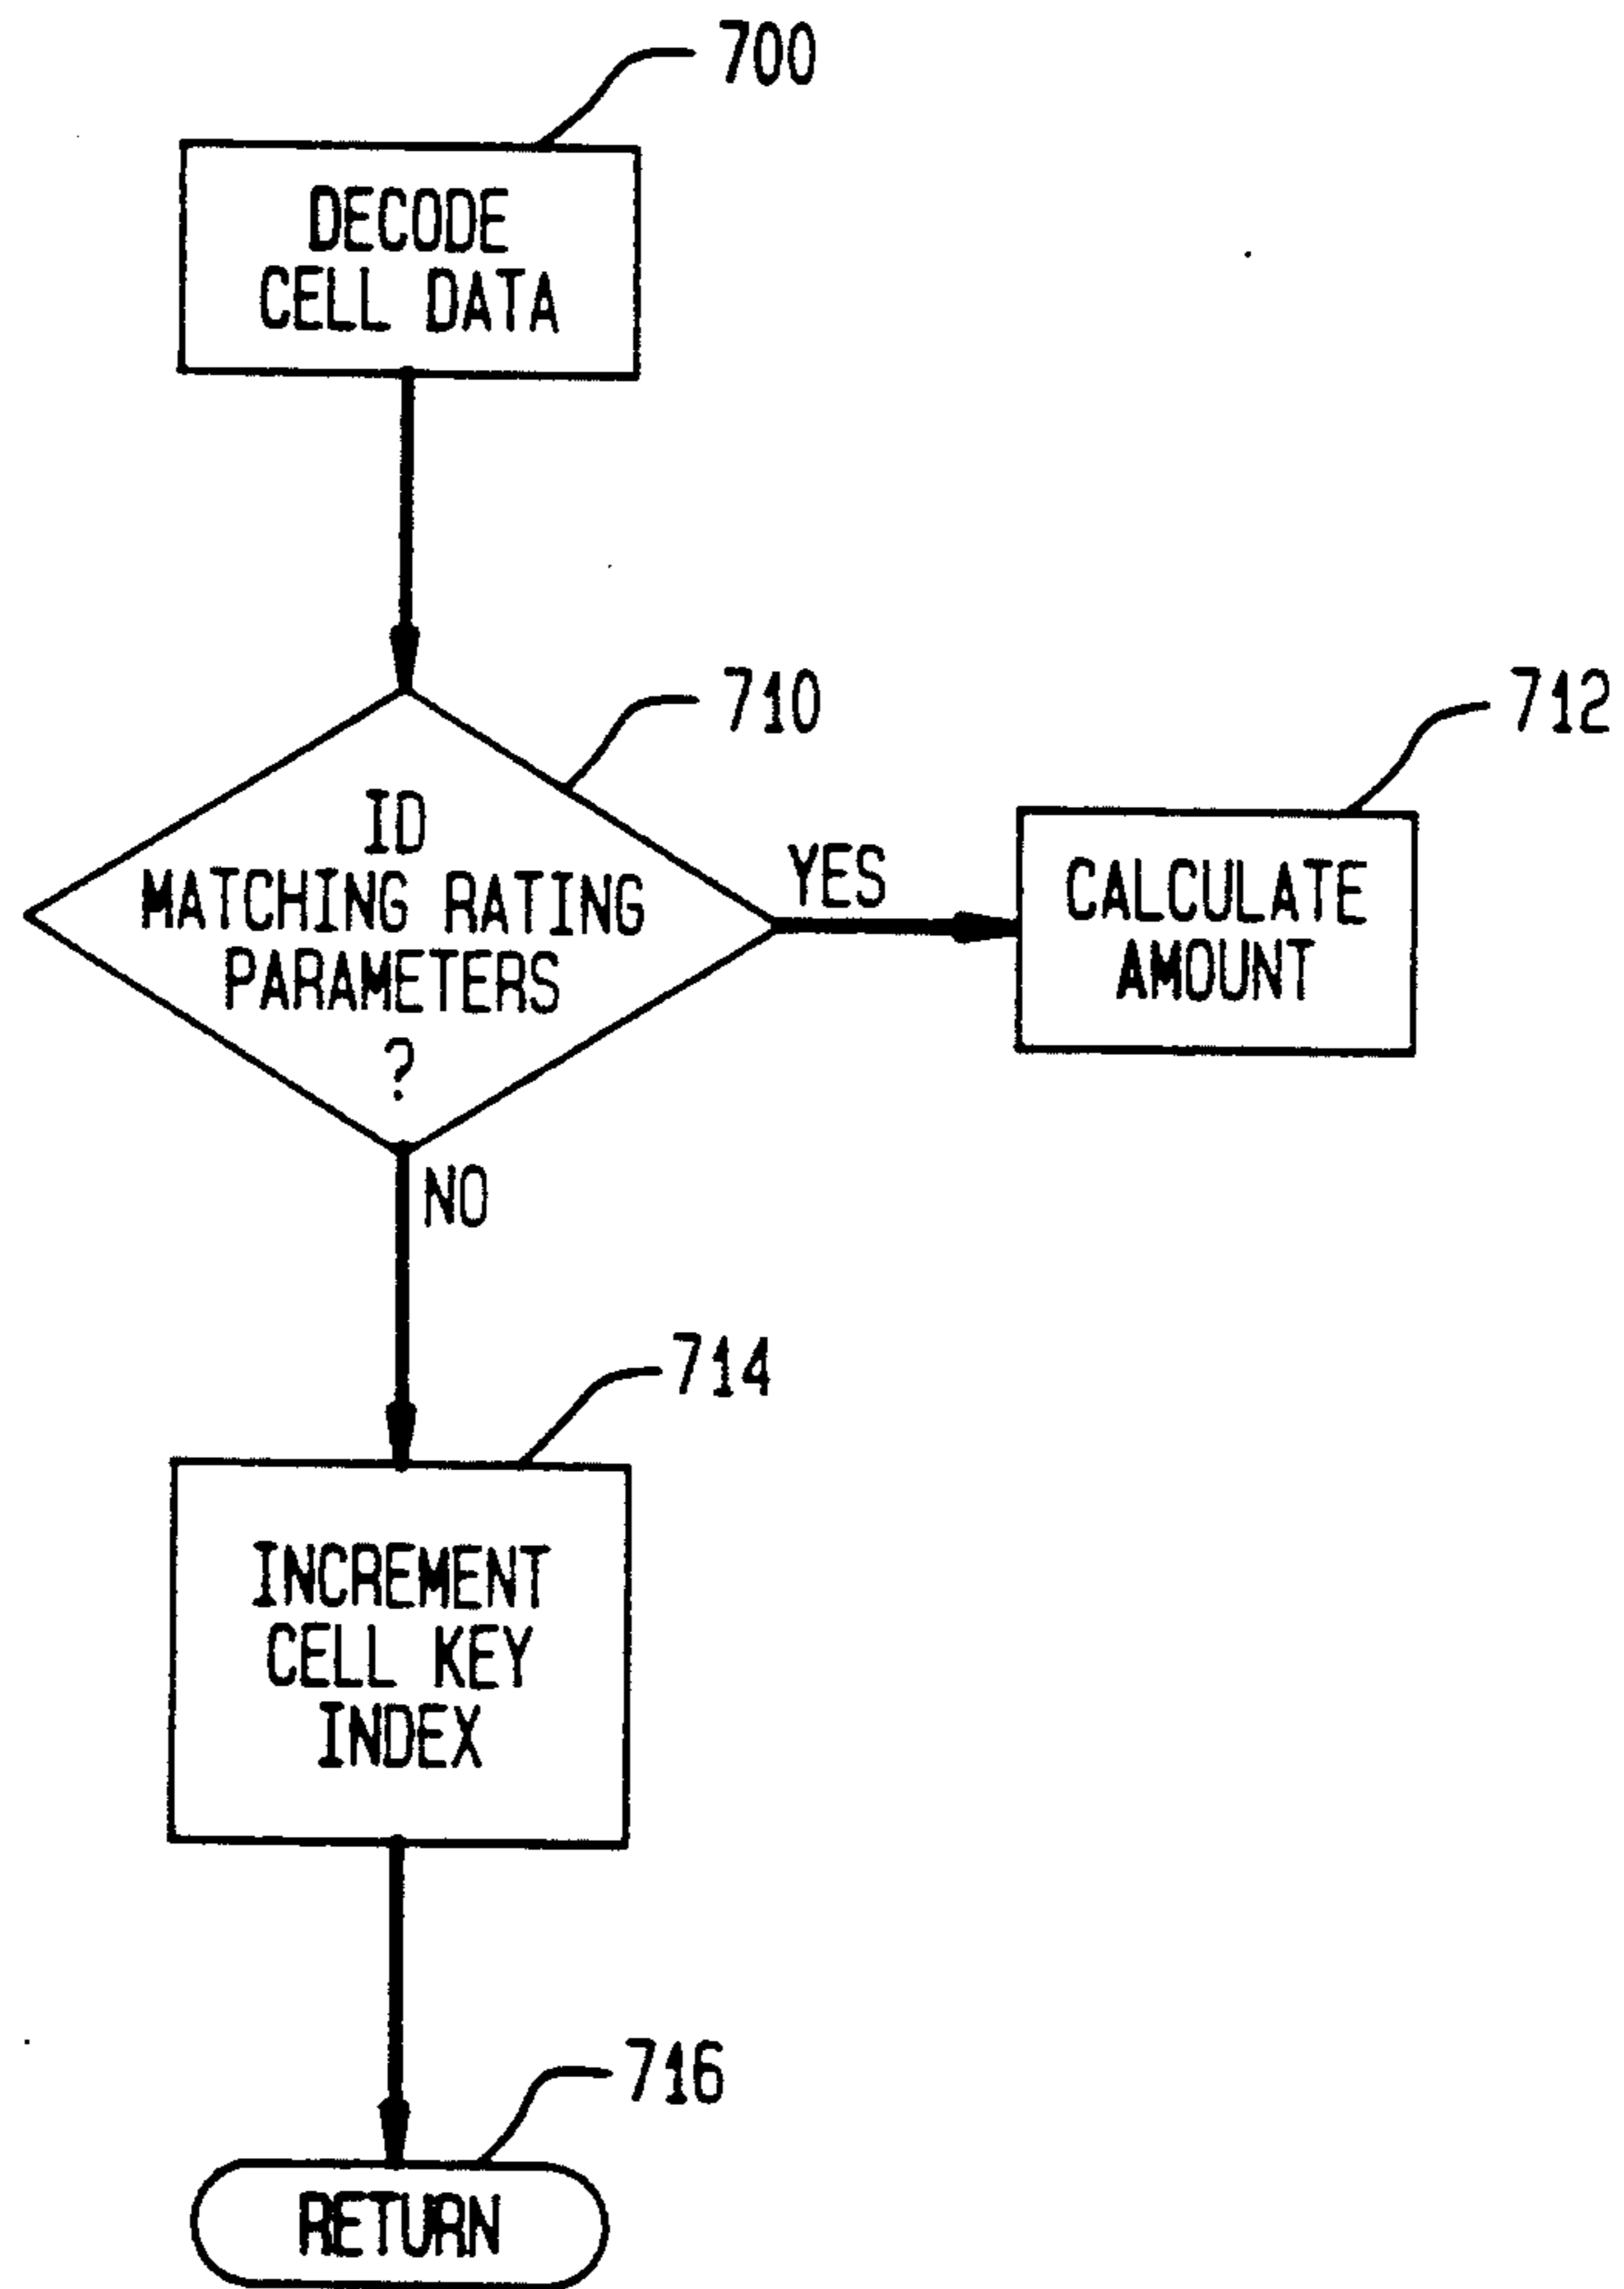 700
DECODE
CELL DATA
710
ID
MATCHING RATING
PARAMETERS
?
YES
712
CALCULATE
AMOUNT
NO
714
INCREMENT
CELL KEY
INDEX
716
RETURN